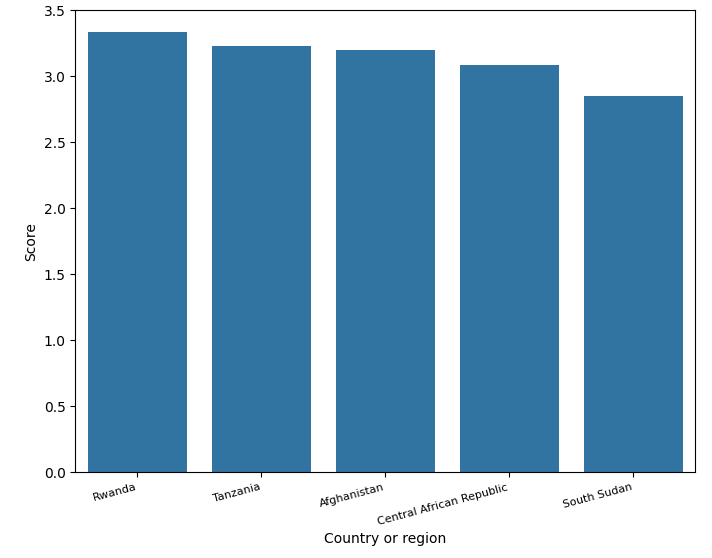 3.5
3.0
2.5
2.0
1.5
1.0
0.5
0.0
Score
Rwanda
Tanzania
Afghanistan
Central African Republic
South Sudan
Country or region